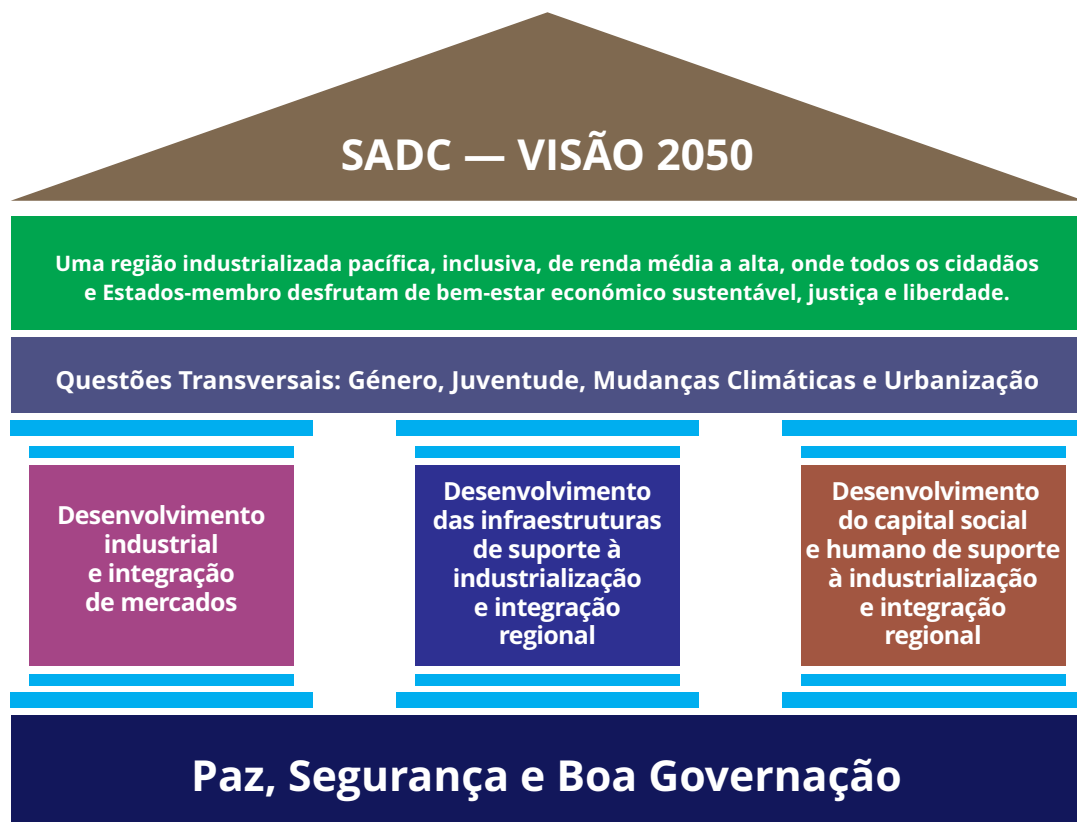 SADC — VISÃO 2050
Uma região industrializada pacífica, inclusiva, de renda média a alta, onde todos os cidadãos
e Estados-membro desfrutam de bem-estar económico sustentável, justiça e liberdade.
Questões Transversais: Género, Juventude, Mudanças Climáticas e Urbanização
Desenvolvimento
industrial
e integração
de mercados
Desenvolvimento
das infraestruturas
de suporte à
industrialização
e integração
regional
Desenvolvimento
do capital social
e humano de suporte
à industrialização
e integração
regional
Paz, Segurança e Boa Governação